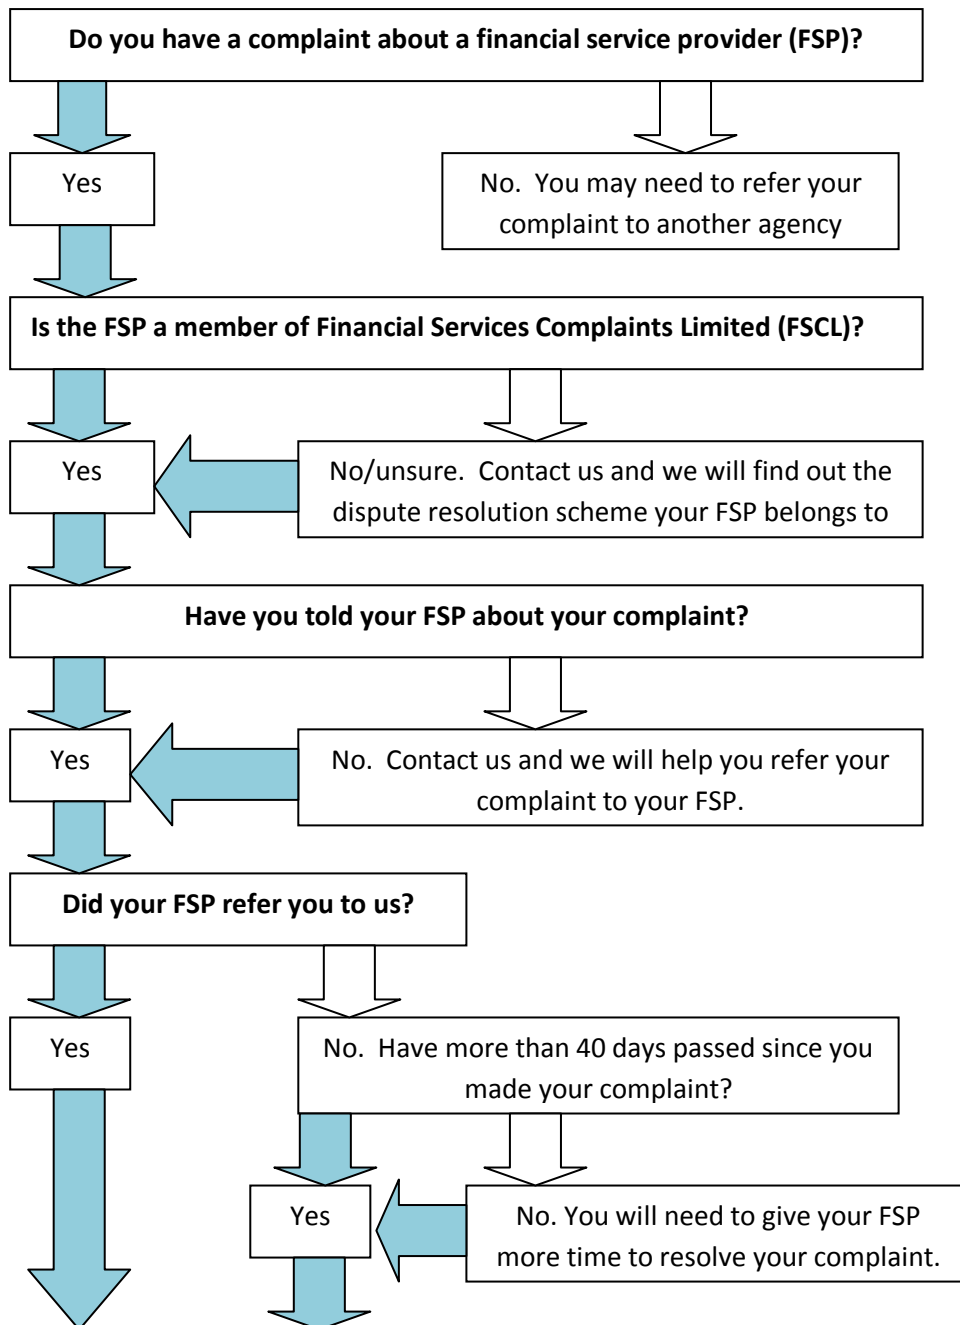 Do you have a complaint about a financial service provider (FSP)?
Yes
No. You may need to refer your
complaint to another agency
Is the FSP a member of Financial Services Complaints Limited (FSCL)?
Yes
No/unsure. Contact us and we will find out the
dispute resolution scheme your FSP belongs to
Have you told your FSP about your complaint?
Yes
No. Contact us and we will help you refer your
complaint to your FSP.
Did your FSP refer you to us?
Yes
No. Have more than 40 days passed since you
made your complaint?
Yes
No. You will need to give your FSP
more time to resolve your complaint.